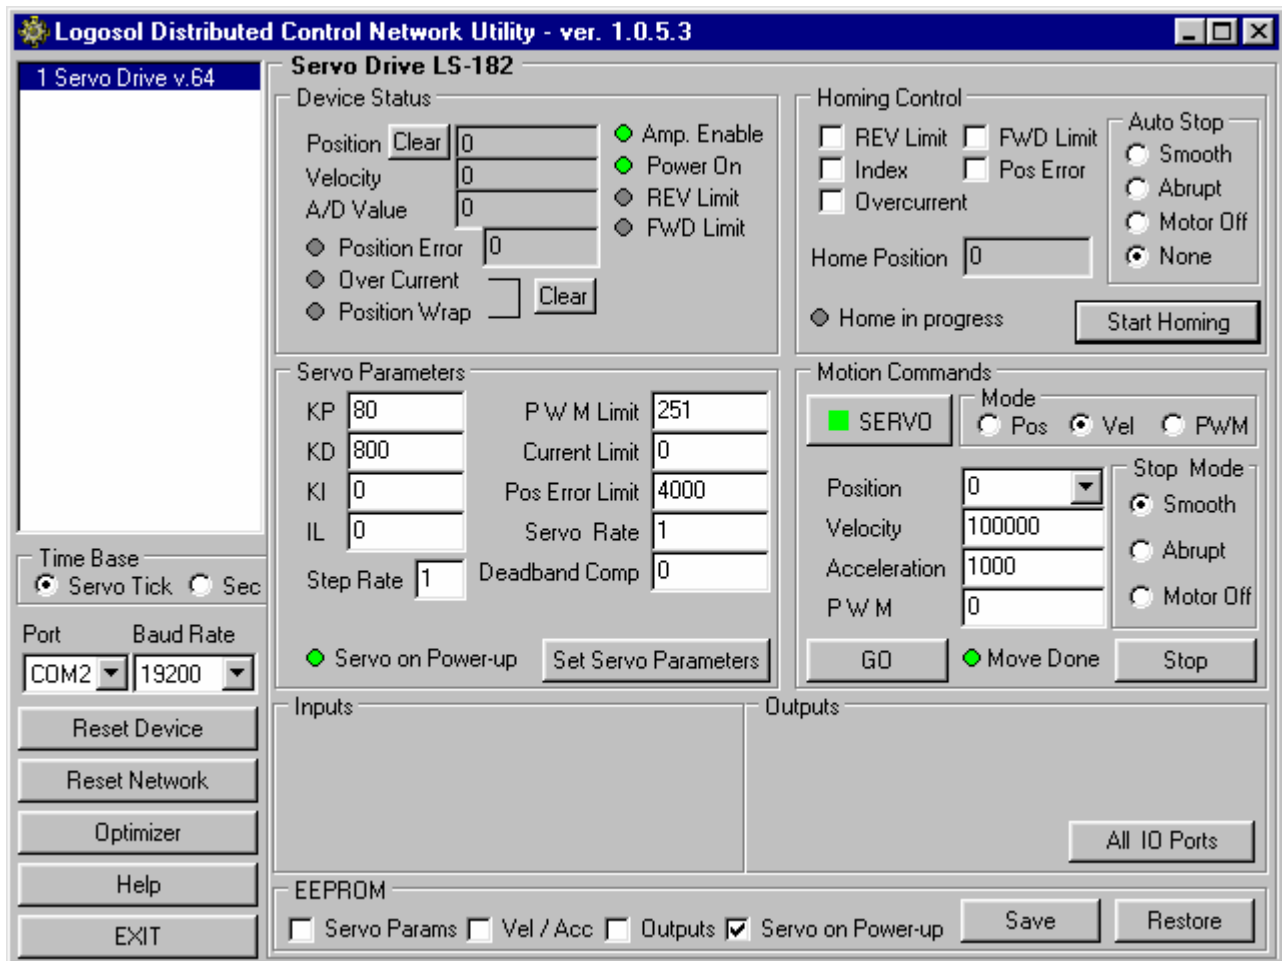 Logosol Distributed Control Network Utility - ver. 1.0.5.3
1 Servo Drive v.64
Time Base
Servo Tick
Sec
Port
Baud Rate
COM2
19200
Reset Device
Reset Network
Optimizer
Help
EXIT
Servo Drive LS-182
Device Status
Position
Clear
0
Velocity
0
A/D Value
0
Position Error
0
Over Current
Position Wrap
Clear
Amp. Enable
Power On
REV Limit
FWD Limit
Homing Control
REV Limit
FWD Limit
Index
Pos Error
Overcurrent
Home Position
0
Auto Stop
Smooth
Abrupt
Motor Off
None
Home in progress
Start Homing
Servo Parameters
KP
80
KD
800
KI
0
IL
0
Step Rate
1
P W M Limit
251
Current Limit
0
Pos Error Limit
4000
Servo Rate
1
Deadband Comp
0
Servo on Power-up
Set Servo Parameters
Motion Commands
SERVO
Mode
Pos
Vel
PWM
Position
0
Velocity
100000
Acceleration
1000
P W M
0
Stop Mode
Smooth
Abrupt
Motor Off
GO
Move Done
Stop
Inputs
Outputs
All IO Ports
EEPROM
Servo Params
Vel / Acc
Outputs
Servo on Power-up
Save
Restore